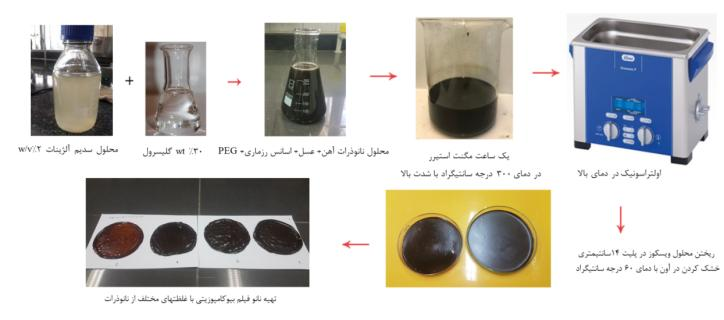 محلول سدیم آلژینات ۲٪w/v
+
۳۰٪ wt گلیسرول
محلول نانوذرات آهن+ عسل+ اسانس رزماری+ PEG
یک ساعت مگنت استیرر
در دمای ۳۰۰ درجه سانتیگراد با شدت بالا
اولتراسونیک در دمای بالا
ریختن محلول ویسکوز در پلیت ۱۴سانتیمتری
خشک کردن در آون با دمای ۶۰ درجه سانتیگراد
تهیه نانو فیلم بیوکامپوزیتی با غلظتهای مختلف از نانوذرات